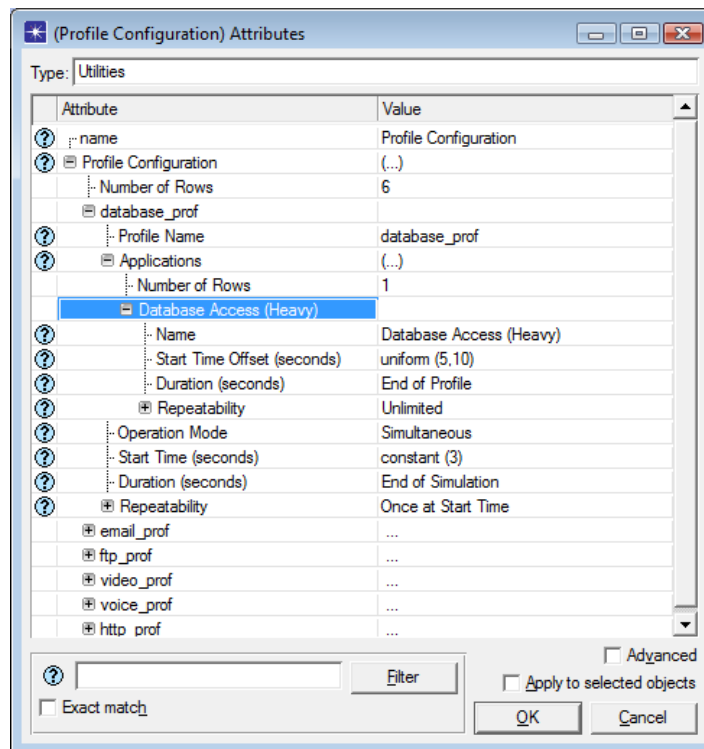 (Profile Configuration) Attributes
Type: Utilities
Attribute Value
name Profile Configuration
Profile Configuration (...)
Number of Rows 6
database_prof
Profile Name database_prof
Applications (...)
Number of Rows 1
Database Access (Heavy)
Name Database Access (Heavy)
Start Time Offset (seconds) uniform (5,10)
Duration (seconds) End of Profile
Repeatability Unlimited
Operation Mode Simultaneous
Start Time (seconds) constant (3)
Duration (seconds) End of Simulation
Repeatability Once at Start Time
email_prof ...
ftp_prof ...
video_prof ...
voice_prof ...
http_prof ...
Advanced
Filter
Apply to selected objects
Exact match
OK Cancel